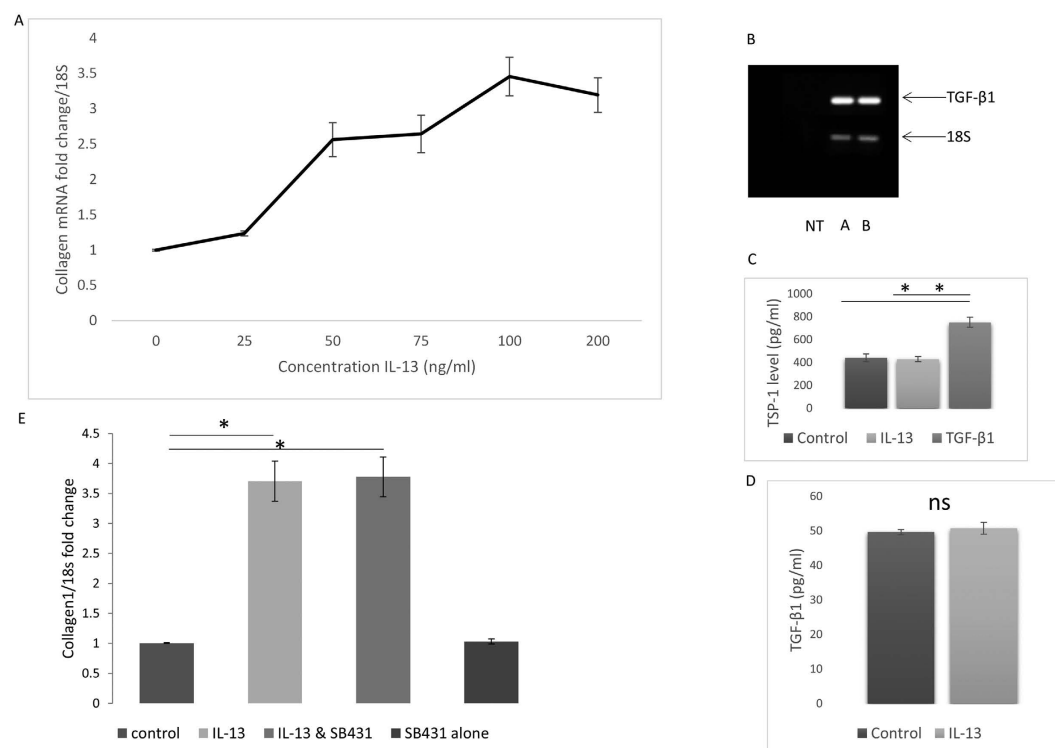 A
Collagen mRNA fold change/18S
4
3.5
3
2.5
2
1.5
1
0.5
0
0 25 50 75 100 200
Concentration IL-13 (ng/ml)
B
TGF-β1
18S
NT A B
C
TSP-1 level (pg/ml)
1000
800
600
400
200
0
* *
Control IL-13 TGF-β1
D
TGF-β1 (pg/ml)
60
50
40
30
20
10
0
ns
Control IL-13
E
Collagen1/18s fold change
4.5
4
3.5
3
2.5
2
1.5
1
0.5
0
*
*
control IL-13 IL-13 & SB431 SB431 alone